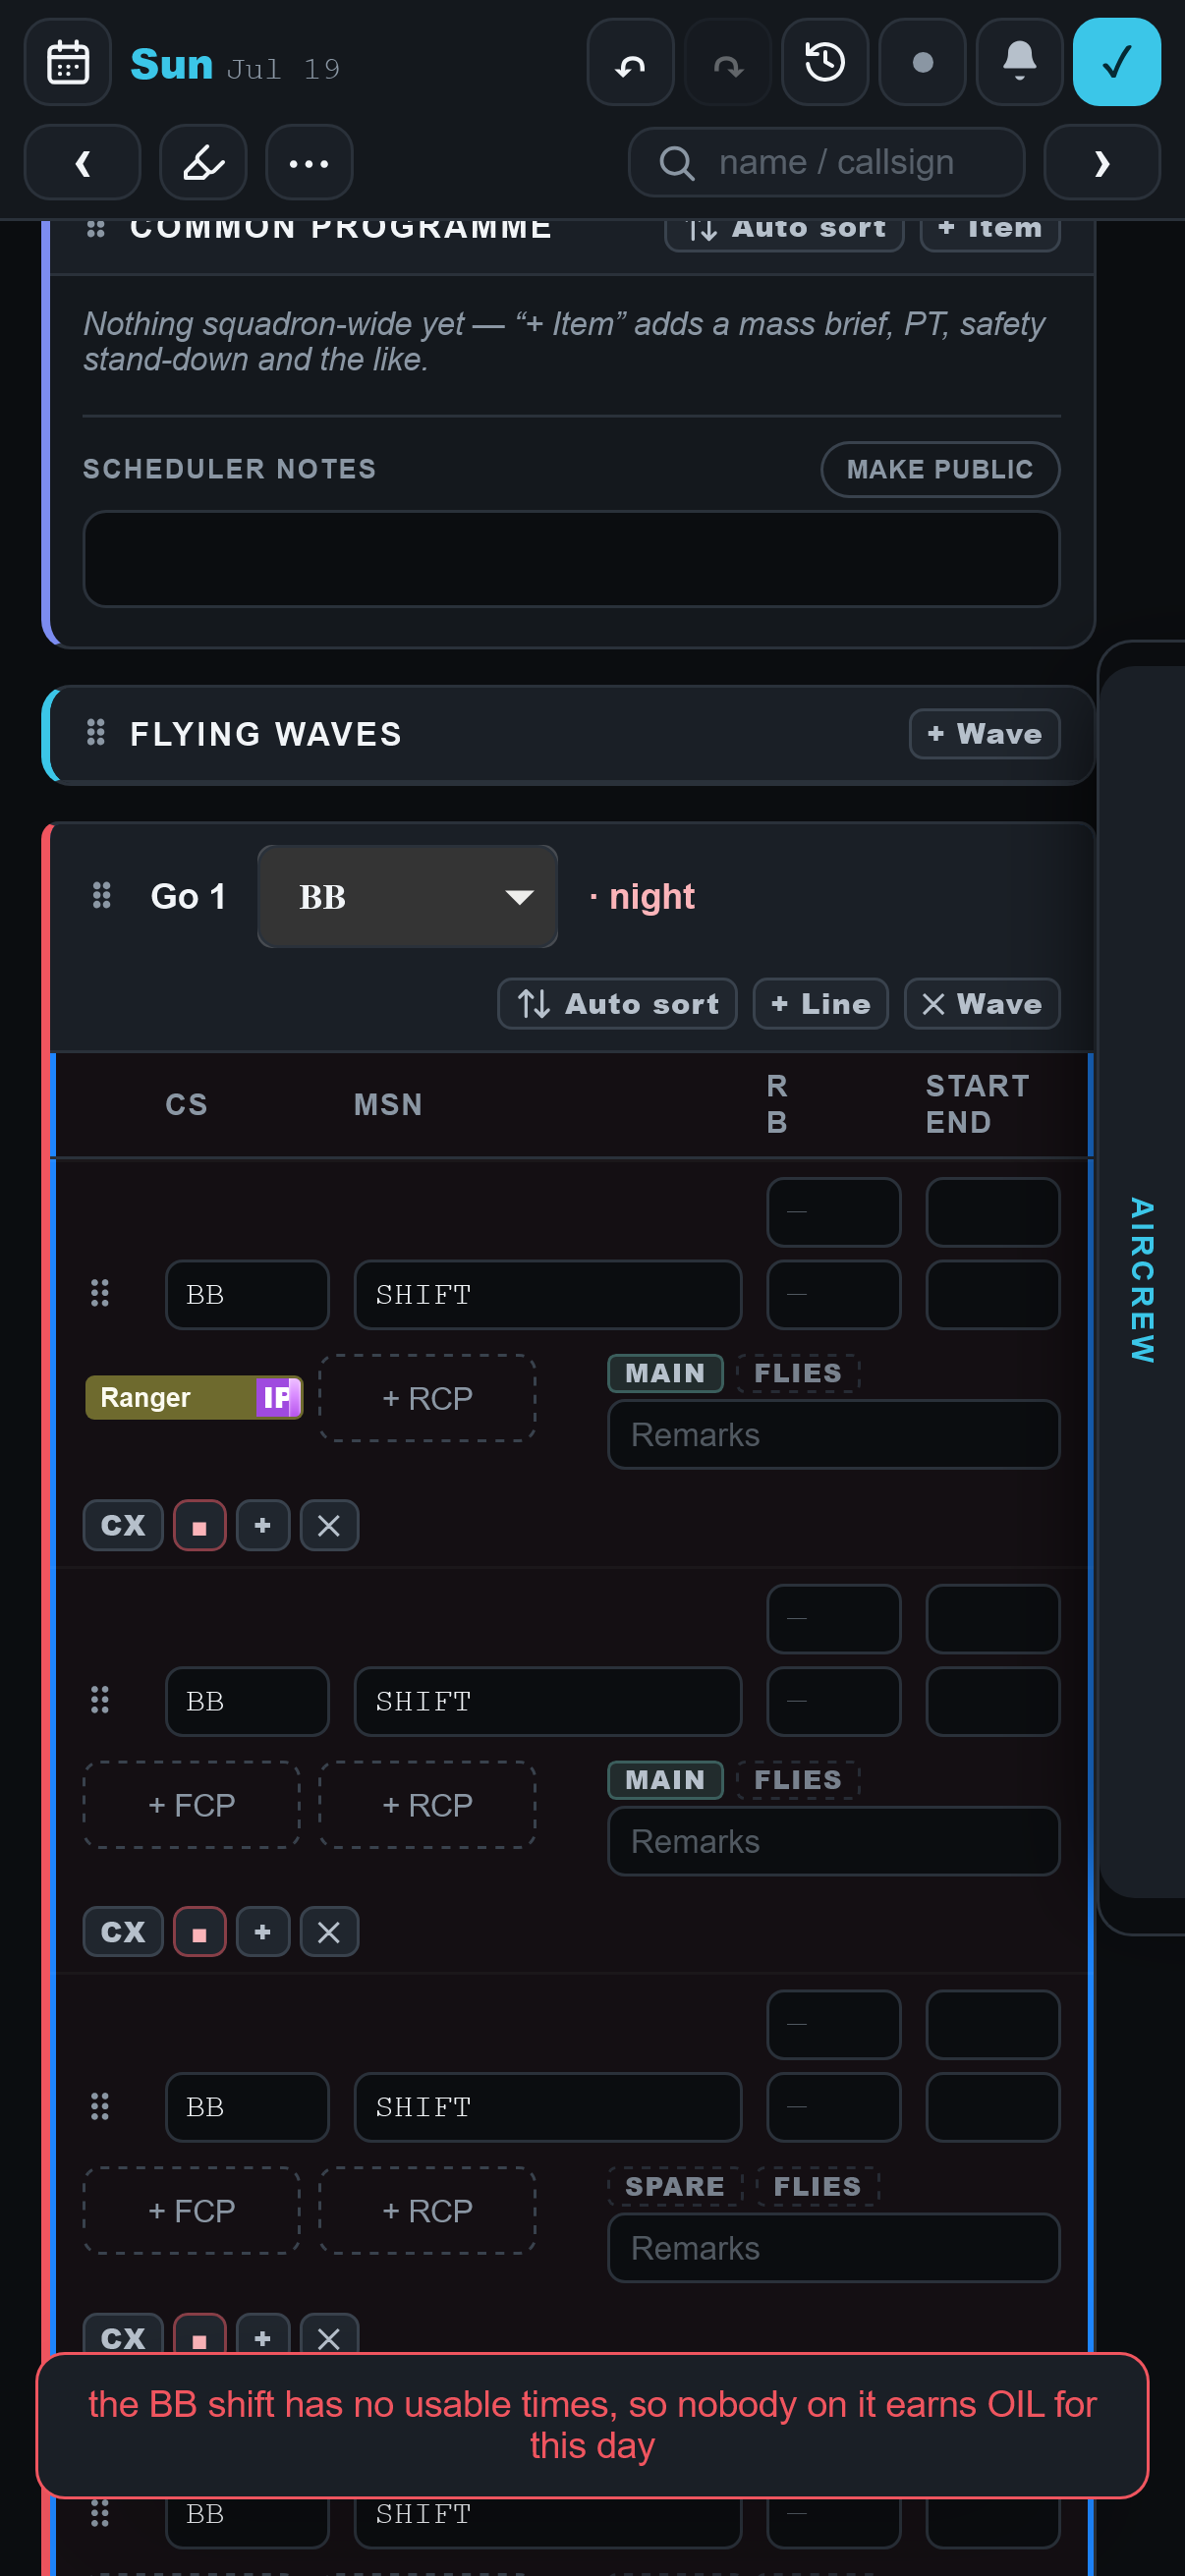 Sun Jul 19
name / callsign
COMMON PROGRAMME
Auto sort
+ Item
Nothing squadron-wide yet — “+ Item” adds a mass brief, PT, safety
stand-down and the like.
SCHEDULER NOTES
MAKE PUBLIC
FLYING WAVES
+ Wave
Go 1
BB
· night
Auto sort
+ Line
× Wave
CS
MSN
R
B
START
END
AIRCREW
—
BB
SHIFT
—
Ranger
IP
+ RCP
MAIN
FLIES
Remarks
CX
+
×
—
BB
SHIFT
—
+ FCP
+ RCP
MAIN
FLIES
Remarks
CX
+
×
—
BB
SHIFT
—
+ FCP
+ RCP
SPARE
FLIES
Remarks
CX
+
×
the BB shift has no usable times, so nobody on it earns OIL for
this day
BB
SHIFT
—